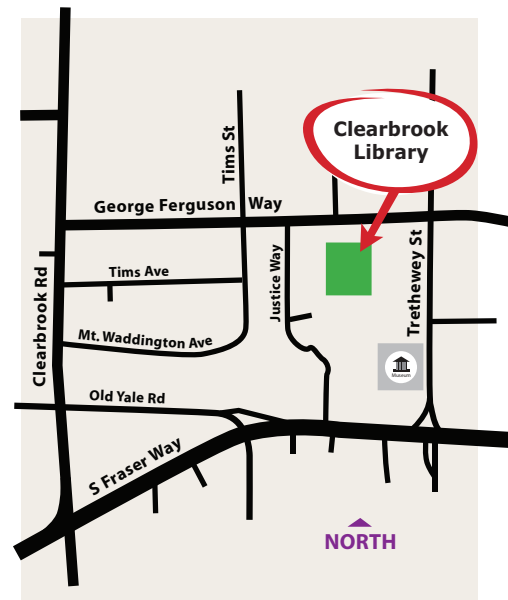 Clearbrook
Library
Tims St
George Ferguson Way
Tims Ave
Justice Way
Trethewey St
Clearbrook Rd
Mt. Waddington Ave
Museum
Old Yale Rd
S Fraser Way
NORTH